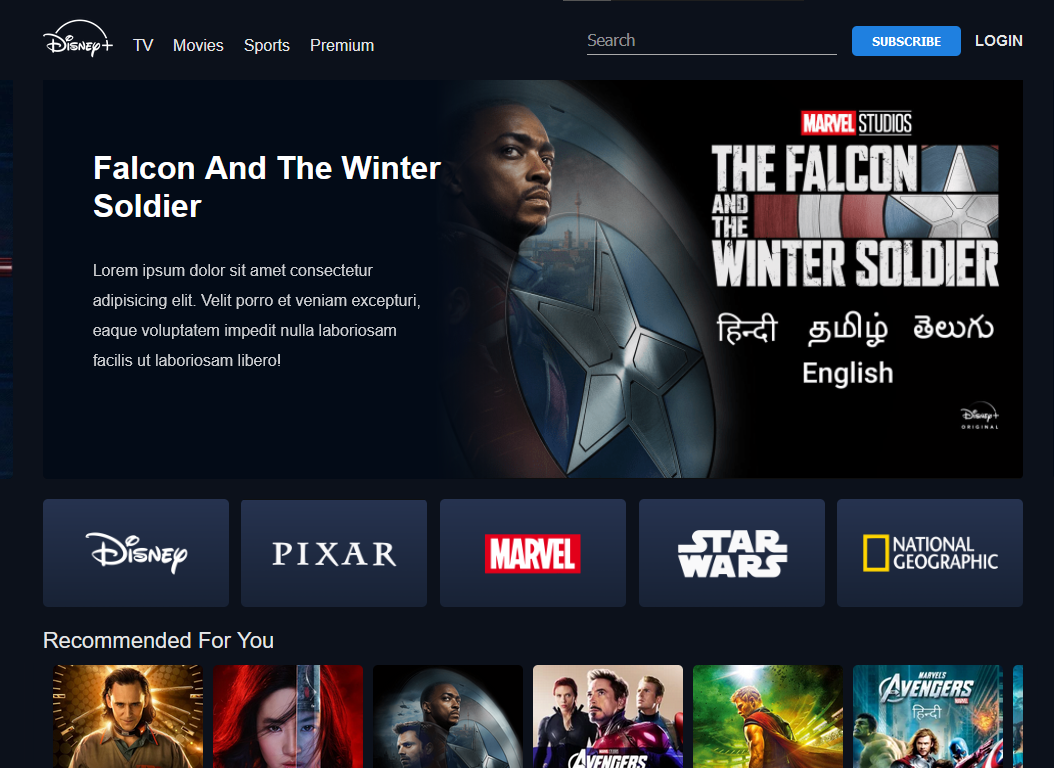 Disney+
TV Movies Sports Premium
Search
SUBSCRIBE
LOGIN
Falcon And The Winter
Soldier
Lorem ipsum dolor sit amet consectetur
adipisicing elit. Velit porro et veniam excepturi,
eaque voluptatem impedit nulla laboriosam
facilis ut laboriosam libero!
MARVEL STUDIOS
THE FALCON
AND
THE
WINTER SOLDIER
हिन्दी தமிழ் తెలుగు
English
Disney+
ORIGINAL
Disney
PIXAR
MARVEL
STAR
WARS
NATIONAL
GEOGRAPHIC
Recommended For You
AVENGERS
MARVEL'S
AVENGERS
हिन्दी